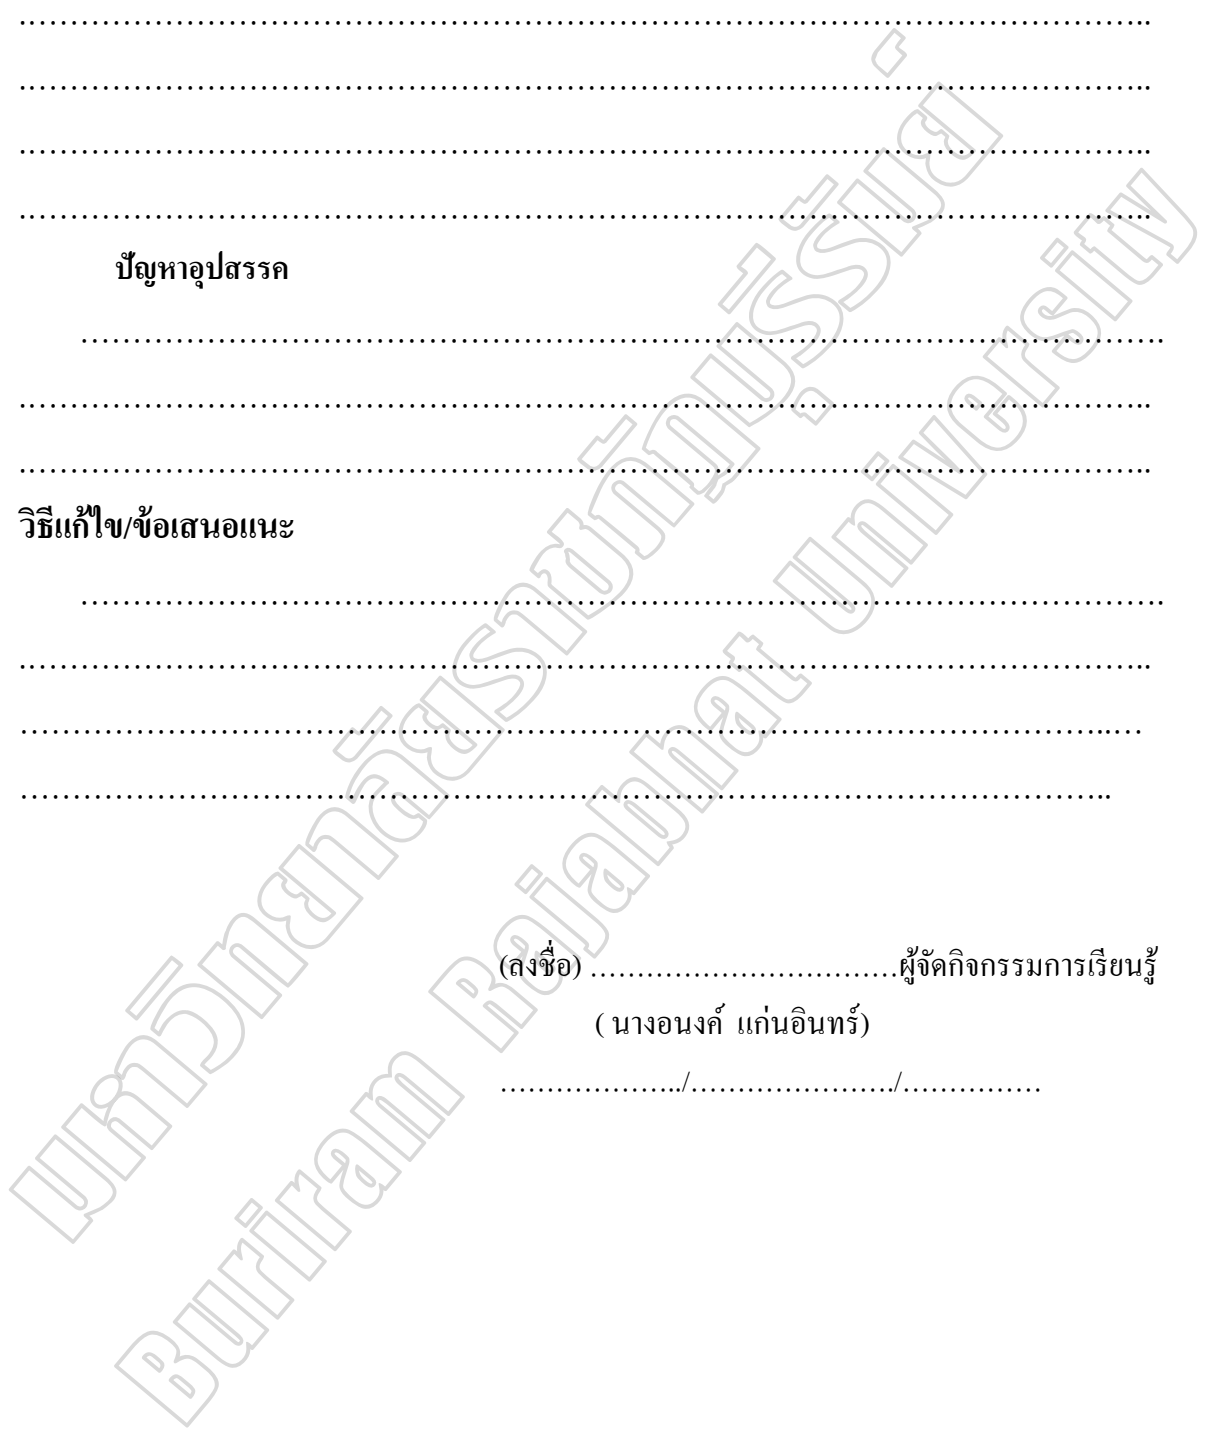 ……………………………………………………………………………………………..
……………………………………………………………………………………………..
……………………………………………………………………………………………..
……………………………………………………………………………………………..
ปัญหาอุปสรรค
………………………………………………………………………………………….
……………………………………………………………………………………………..
……………………………………………………………………………………………..
วิธีแก้ไข/ข้อเสนอแนะ
………………………………………………………………………………………….
……………………………………………………………………………………………..
…………………………………………………………………………………………..…
…………………………………………………………………………………………..
(ลงชื่อ) ……………………………ผู้จัดกิจกรรมการเรียนรู้
( นางอนงค์ แก่นอินทร์)
………………../…………………./……………
มหาวิทยาลัยราชภัฏบุรีรัมย์
Buriram Rajabhat University